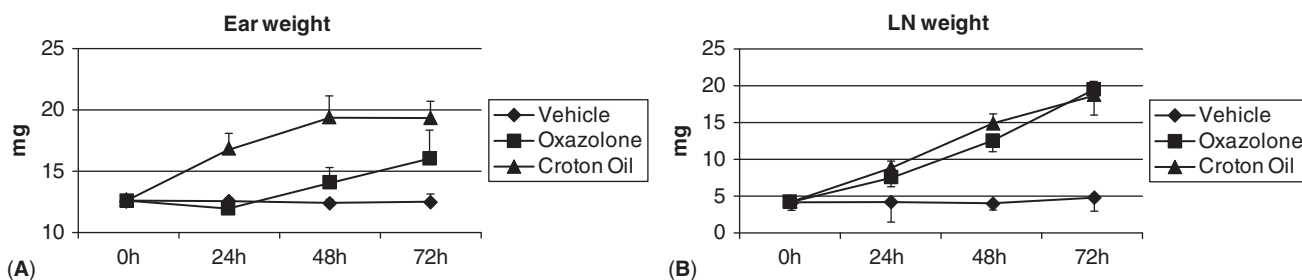 Ear weight
25
20
15
10
mg
0h 24h 48h 72h
Vehicle
Oxazolone
Croton Oil
(A)
LN weight
25
20
15
10
5
0
mg
0h 24h 48h 72h
Vehicle
Oxazolone
Croton Oil
(B)